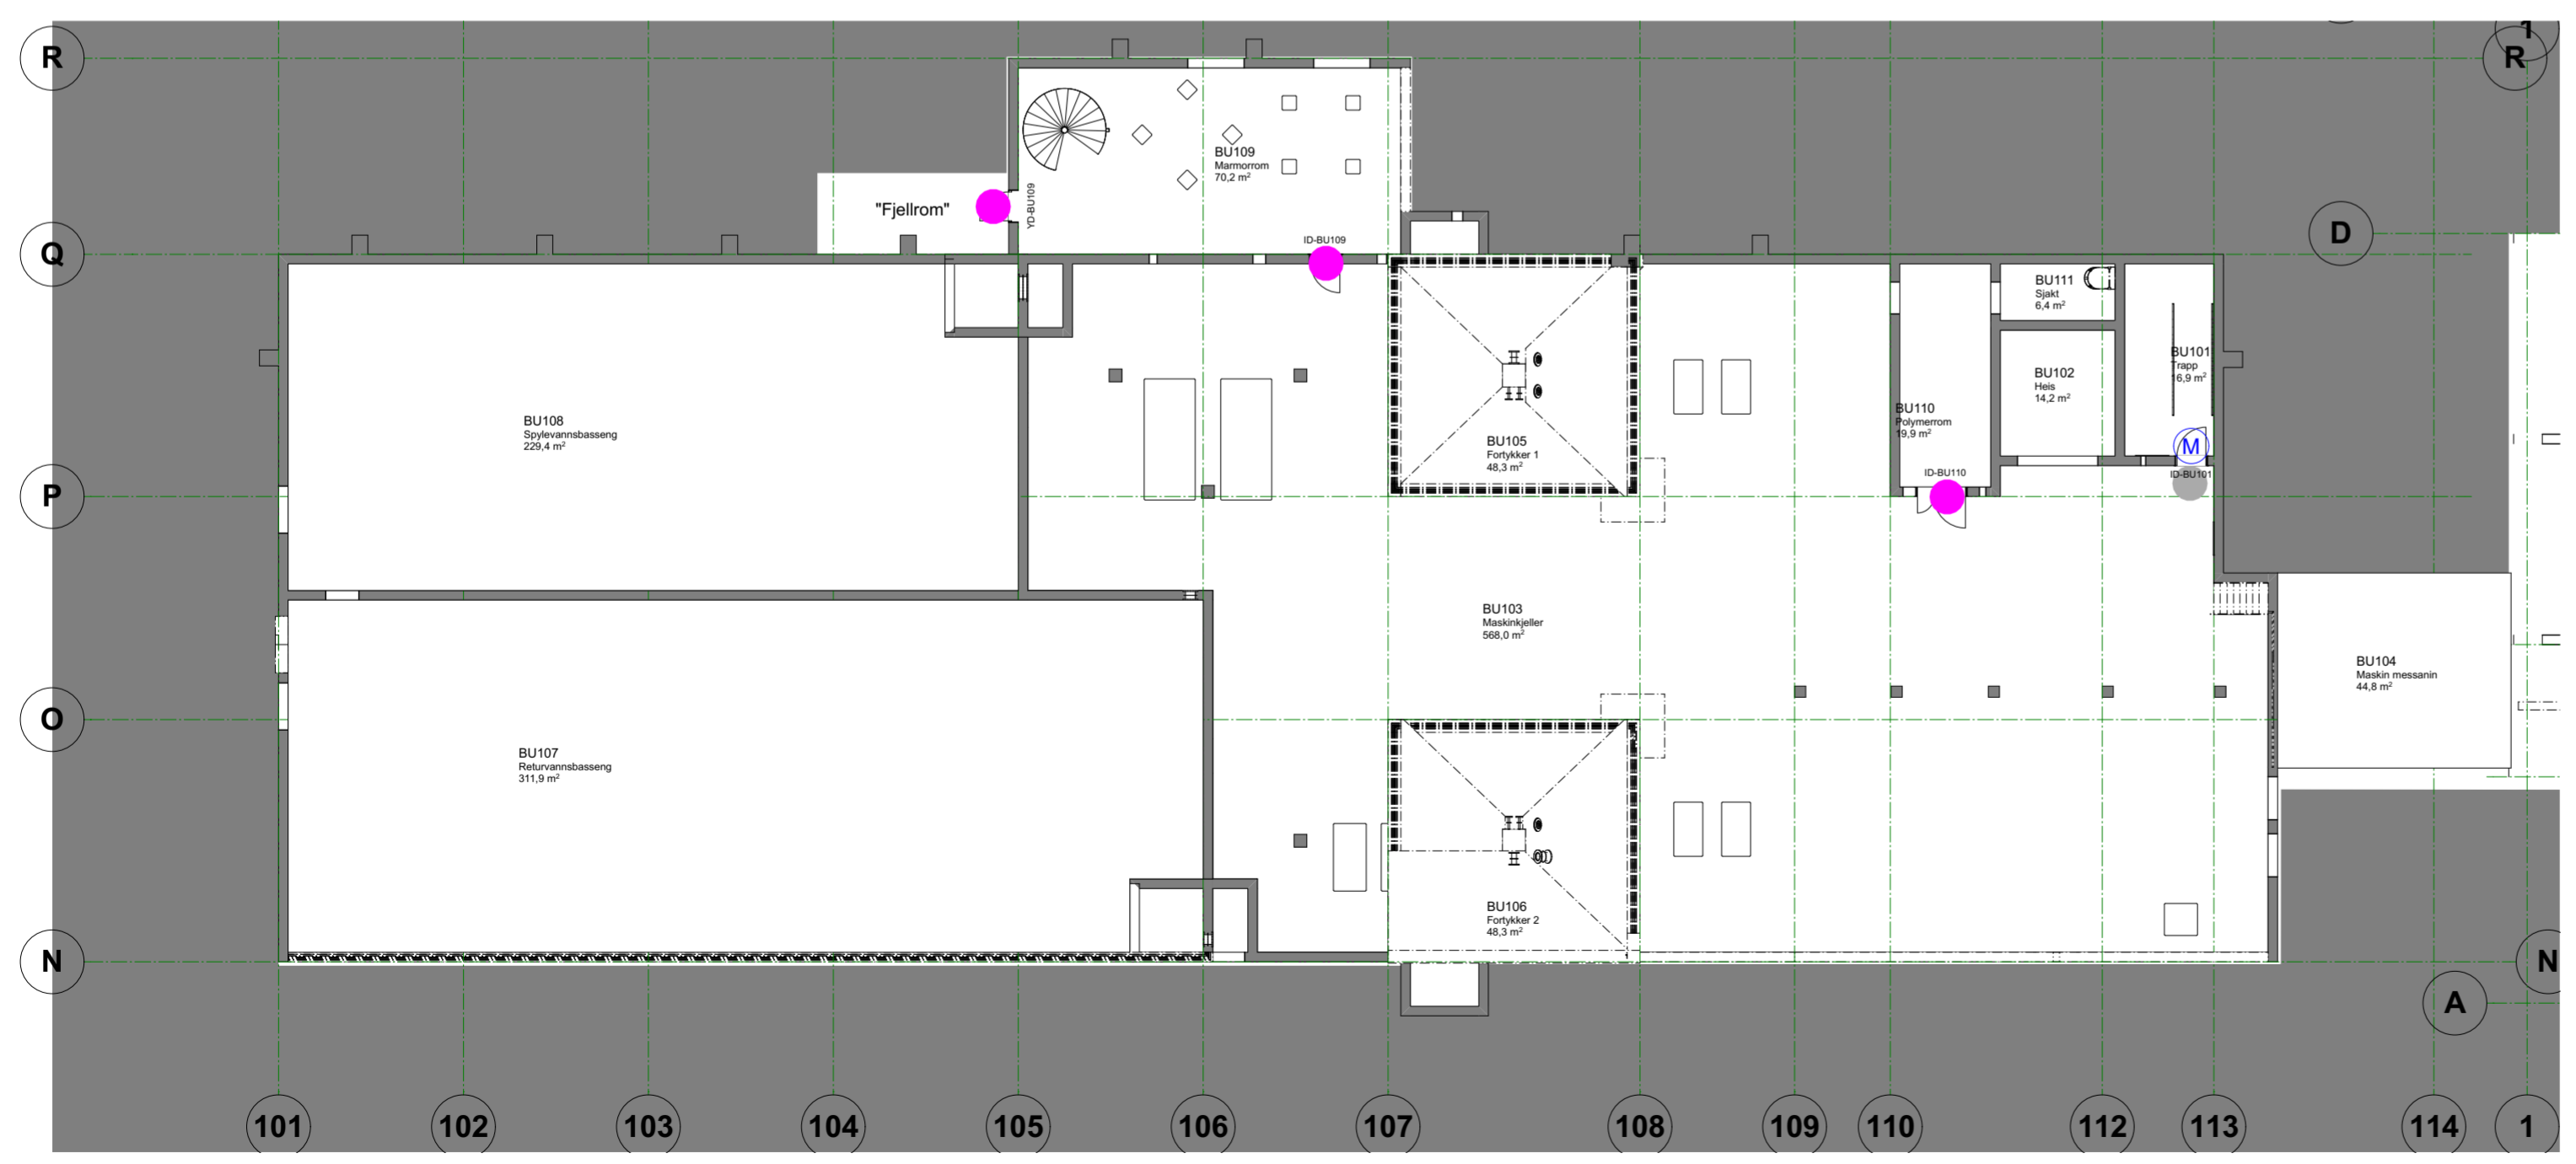 1
R
R
BU109
Marmorrom
70,2 m²
YD-BU109
"Fjellrom"
D
ID-BU109
Q
BU111
Sjakt
6,4 m²
BU101
Trapp
16,9 m²
BU102
Heis
14,2 m²
BU110
Polymerrom
19,9 m²
BU108
Spylevannsbasseng
229,4 m²
BU105
Fortykker 1
48,3 m²
M
ID-BU110
ID-BU101
P
BU103
Maskinkjeller
568,0 m²
BU104
Maskin messanin
44,8 m²
O
BU107
Returvannsbasseng
311,9 m²
BU106
Fortykker 2
48,3 m²
N
N
A
101
102
103
104
105
106
107
108
109
110
112
113
114
1